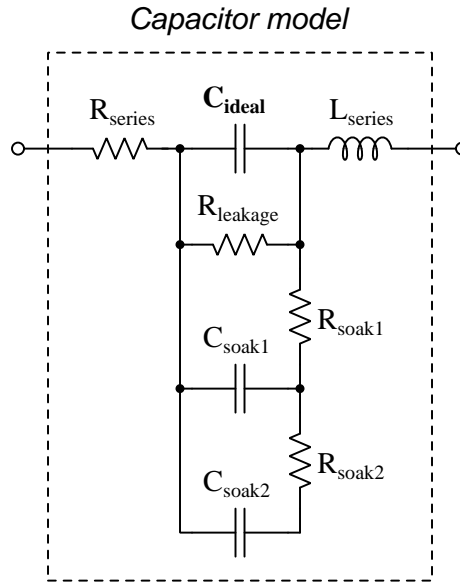 Capacitor model
C_ideal
R_series
L_series
R_leakage
R_soak1
C_soak1
R_soak2
C_soak2